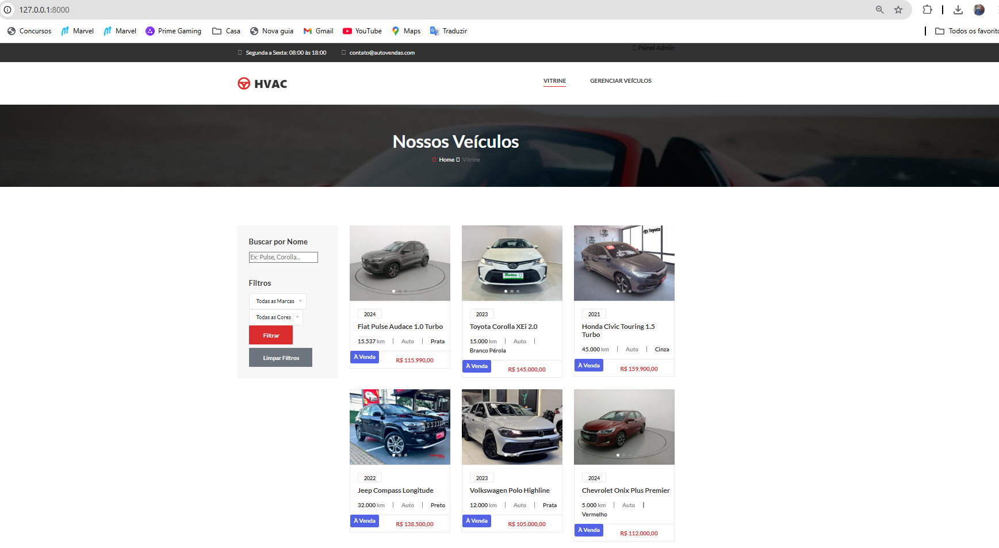 127.0.0.1:8000
Concursos Marvel Marvel Prime Gaming Casa Nova guia Gmail YouTube Maps Traduzir Todos os favorito
Segunda a Sexta: 08:00 às 18:00 contato@autovendas.com Painel Admin
HVAC VITRINE GERENCIAR VEÍCULOS
Nossos Veículos
Home Vitrine
Buscar por Nome
Ex: Pulse, Corolla...
Filtros
Todas as Marcas
Todas as Cores
Filtrar
Limpar Filtros
2024
Fiat Pulse Audace 1.0 Turbo
15.537 km | Auto | Prata
À Venda R$ 115.990,00
2023
Toyota Corolla XEi 2.0
15.000 km | Auto |
Branco Pérola
À Venda R$ 145.000,00
Toyota
2021
Honda Civic Touring 1.5
Turbo
45.000 km | Auto | Cinza
À Venda R$ 159.900,00
2022
Jeep Compass Longitude
32.000 km | Auto | Preto
À Venda R$ 138.500,00
2023
Volkswagen Polo Highline
12.000 km | Auto | Prata
À Venda R$ 105.000,00
2024
Chevrolet Onix Plus Premier
5.000 km | Auto |
Vermelho
À Venda R$ 112.000,00